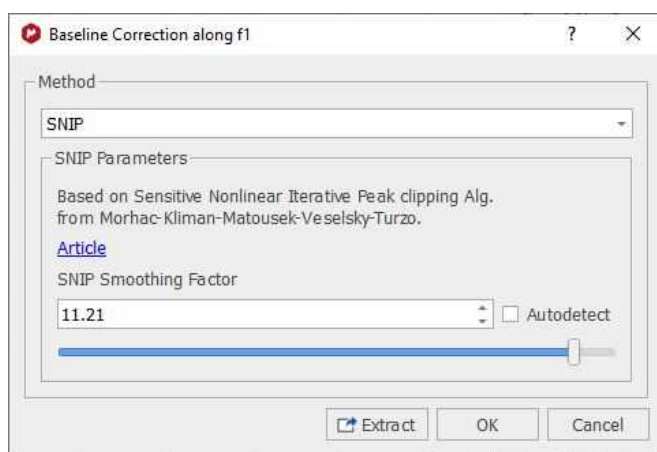 Baseline Correction along f1
?
Method
SNIP
SNIP Parameters
Based on Sensitive Nonlinear Iterative Peak clipping Alg.
from Morhac-Kliman-Matousek-Veselsky-Turzo.
Article
SNIP Smoothing Factor
11.21
Autodetect
Extract
OK
Cancel